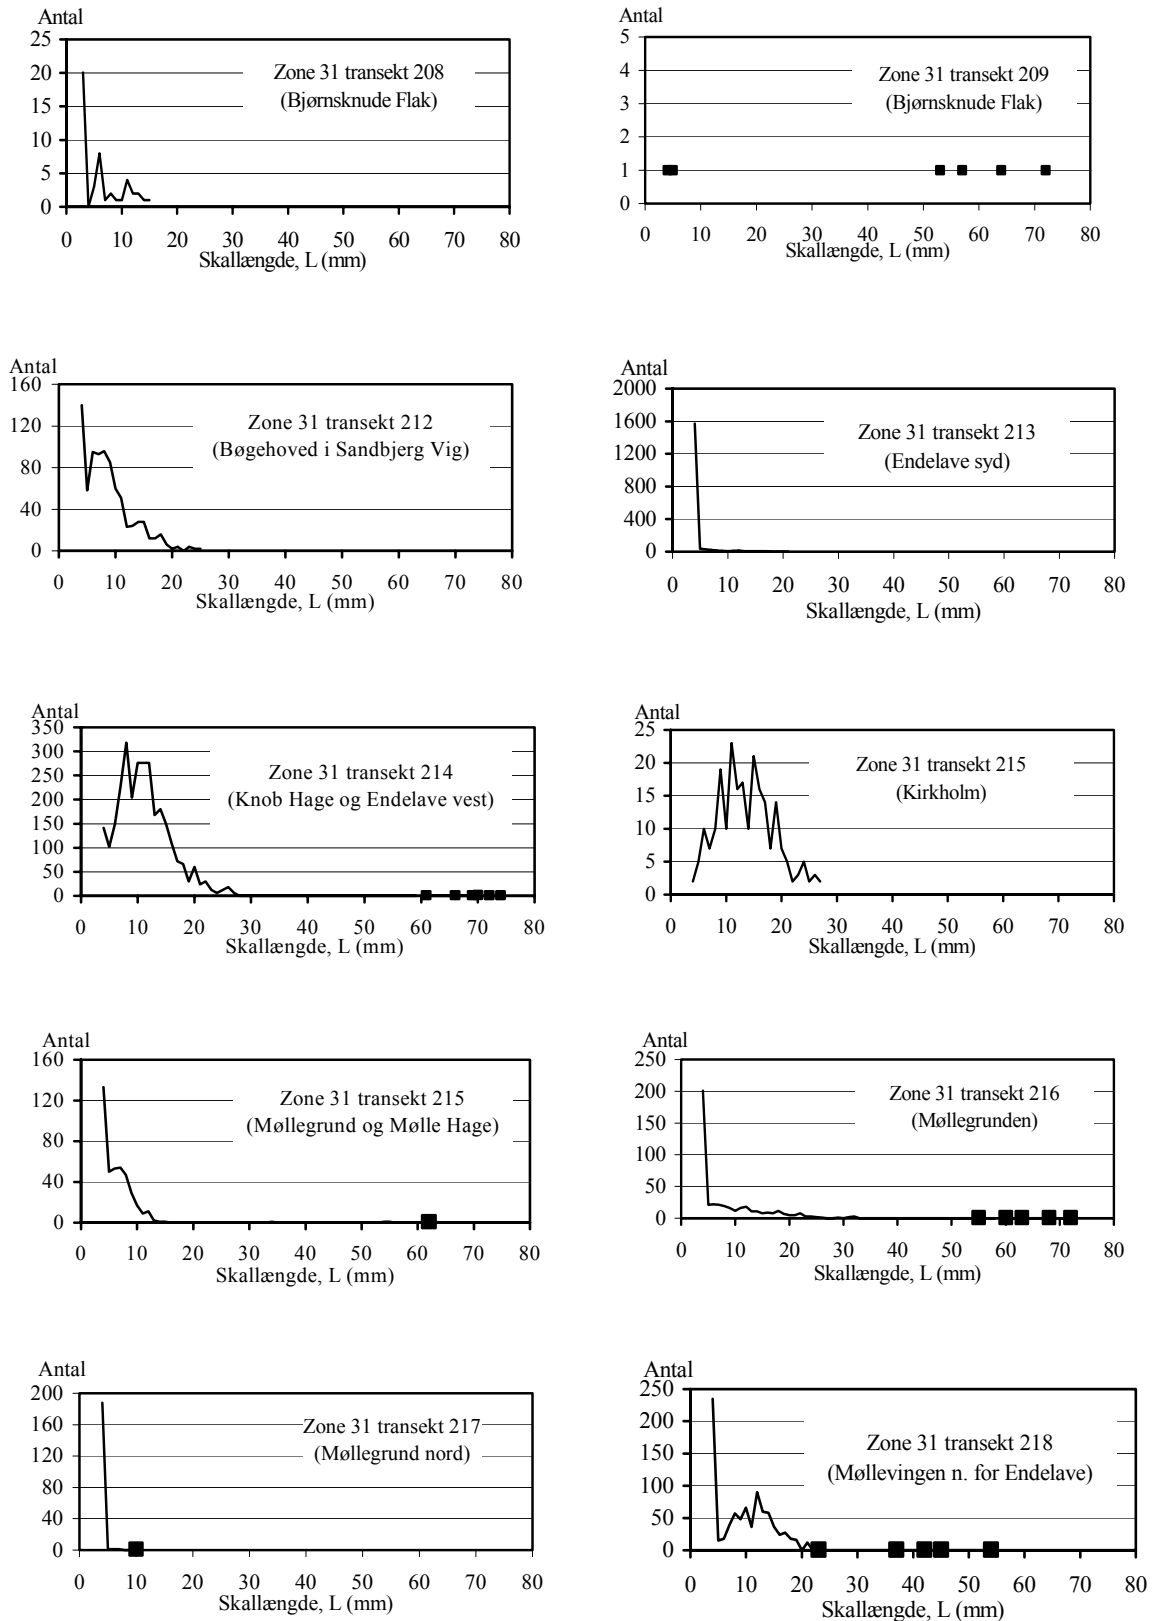 Antal
25
20
15
10
5
0
Zone 31 transekt 208
(Bjørnsknude Flak)
0 10 20 30 40 50 60 70 80
Skallængde, L (mm)
Antal
5
4
3
2
1
0
Zone 31 transekt 209
(Bjørnsknude Flak)
0 10 20 30 40 50 60 70 80
Skallængde, L (mm)
Antal
160
120
80
40
0
Zone 31 transekt 212
(Bøgehoved i Sandbjerg Vig)
0 10 20 30 40 50 60 70 80
Skallængde, L (mm)
Antal
2000
1600
1200
800
400
0
Zone 31 transekt 213
(Endelave syd)
0 10 20 30 40 50 60 70 80
Skallængde, L (mm)
Antal
350
300
250
200
150
100
50
0
Zone 31 transekt 214
(Knob Hage og Endelave vest)
0 10 20 30 40 50 60 70 80
Skallængde, L (mm)
Antal
25
20
15
10
5
0
Zone 31 transekt 215
(Kirkholm)
0 10 20 30 40 50 60 70 80
Skallængde, L (mm)
Antal
160
120
80
40
0
Zone 31 transekt 215
(Møllegrund og Mølle Hage)
0 10 20 30 40 50 60 70 80
Skallængde, L (mm)
Antal
250
200
150
100
50
0
Zone 31 transekt 216
(Møllegrunden)
0 10 20 30 40 50 60 70 80
Skallængde, L (mm)
Antal
200
160
120
80
40
0
Zone 31 transekt 217
(Møllegrund nord)
0 10 20 30 40 50 60 70 80
Skallængde, L (mm)
Antal
250
200
150
100
50
0
Zone 31 transekt 218
(Møllevingen n. for Endelave)
0 10 20 30 40 50 60 70 80
Skallængde, L (mm)